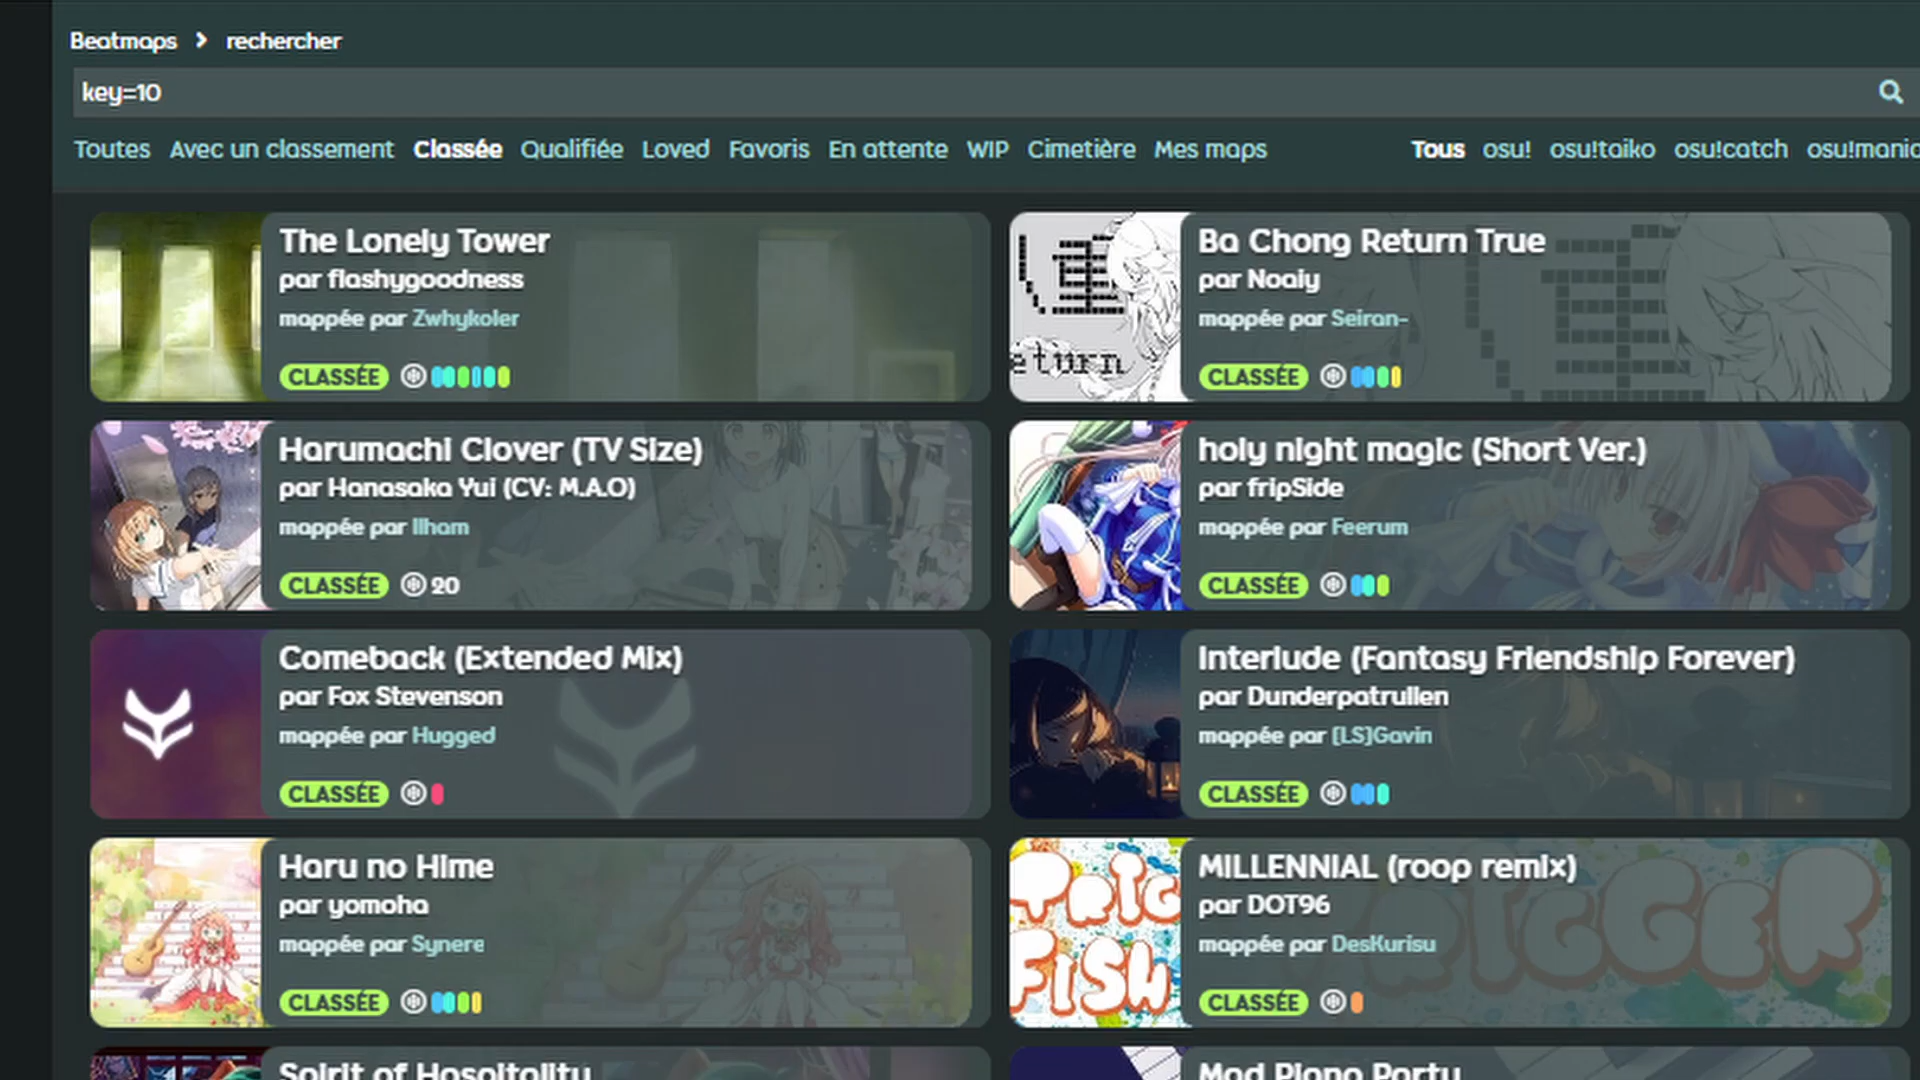 Beatmaps > rechercher
key=10
Toutes Avec un classement Classée Qualifiée Loved Favoris En attente WIP Cimetière Mes maps Tous osu! osu!taiko osu!catch
The Lonely Tower
par flashygoodness
mappée par Zwhykoler
CLASSÉE
Ba Chong Return True
par Noaiy
mappée par Seiran-
CLASSÉE
重
eturn
Harumachi Clover (TV Size)
par Hanasaka Yui (CV: M.A.O)
mappée par Ilham
CLASSÉE 20
holy night magic (Short Ver.)
par fripSide
mappée par Feerum
CLASSÉE
Comeback (Extended Mix)
par Fox Stevenson
mappée par Hugged
CLASSÉE
Interlude (Fantasy Friendship Forever)
par Dunderpatrullen
mappée par [LS]Gavin
CLASSÉE
Haru no Hime
par yomoha
mappée par Synere
CLASSÉE
MILLENNIAL (roop remix)
par DOT96
mappée par DesKurisu
CLASSÉE
TRIGGER
FISH
Spirit of Hospitality
Mad Piano Party